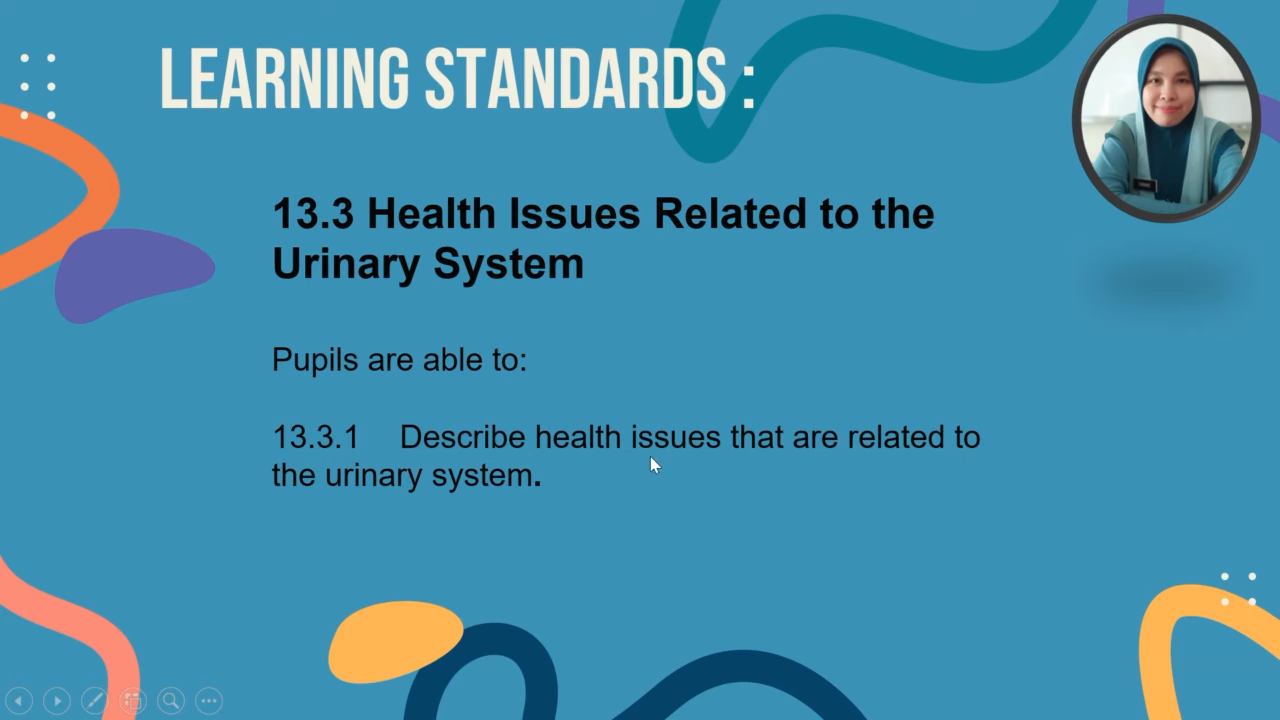 LEARNING STANDARDS :
13.3 Health Issues Related to the
Urinary System
Pupils are able to:
13.3.1 Describe health issues that are related to
the urinary system.